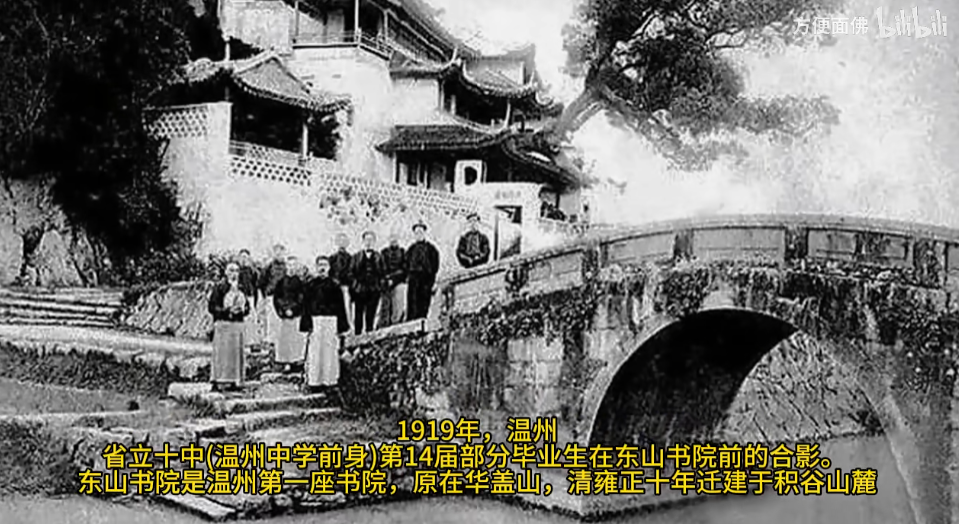 方便面佛 bilibili
1919年，温州
省立十中(温州中学前身)第14届部分毕业生在东山书院前的合影。
东山书院是温州第一座书院，原在华盖山，清雍正十年迁建于积谷山麓